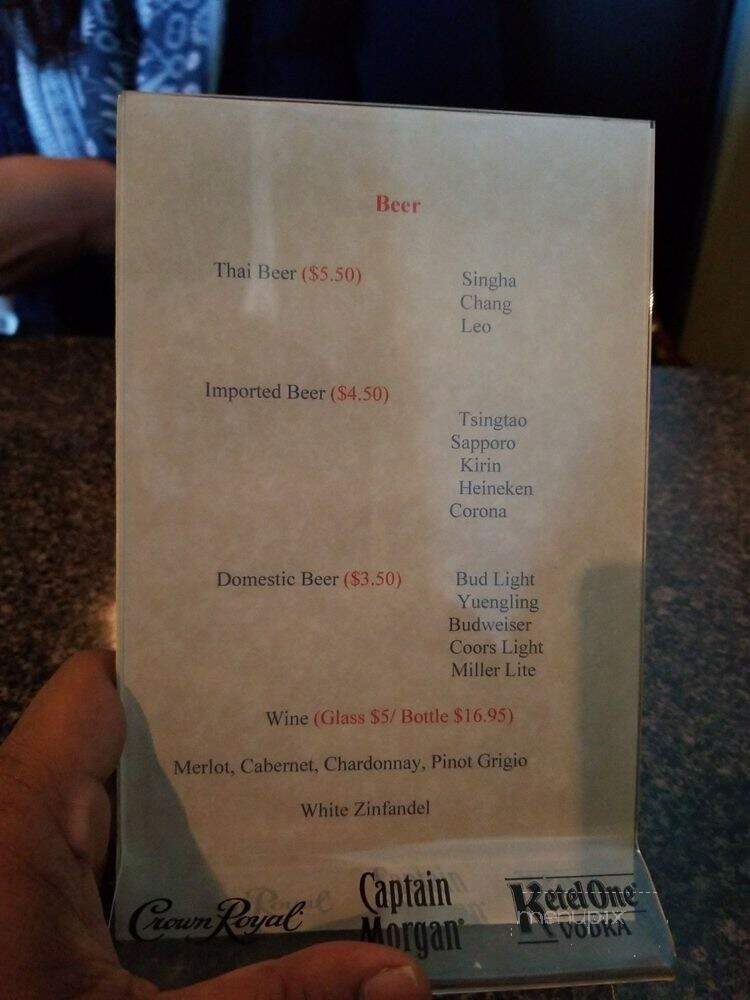 Beer
Thai Beer ($5.50)
Singha
Chang
Leo
Imported Beer ($4.50)
Tsingtao
Sapporo
Kirin
Heineken
Corona
Domestic Beer ($3.50)
Bud Light
Yuengling
Budweiser
Coors Light
Miller Lite
Wine (Glass $5/ Bottle $16.95)
Merlot, Cabernet, Chardonnay, Pinot Grigio
White Zinfandel
Crown Royal
Captain
Morgan
Ketel One
VODKA
menupix